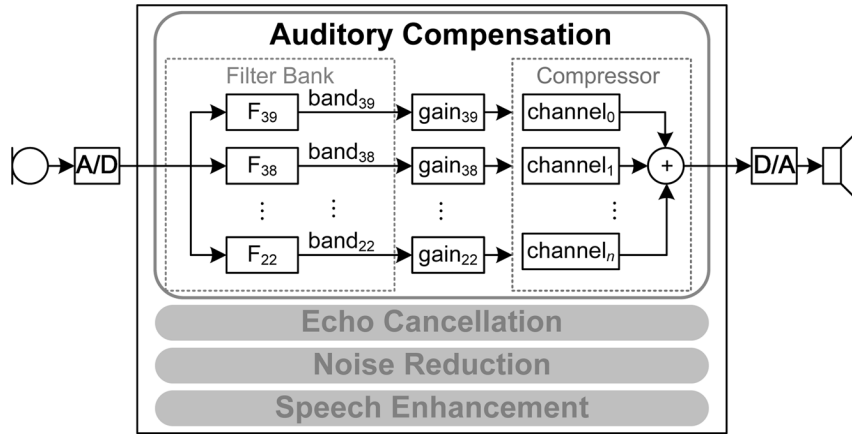 Auditory Compensation
Filter Bank
Compressor
F39 band39 gain39 channel0
A/D F38 band38 gain38 channel1 + D/A
⋮ ⋮ ⋮ ⋮
F22 band22 gain22 channeln
Echo Cancellation
Noise Reduction
Speech Enhancement